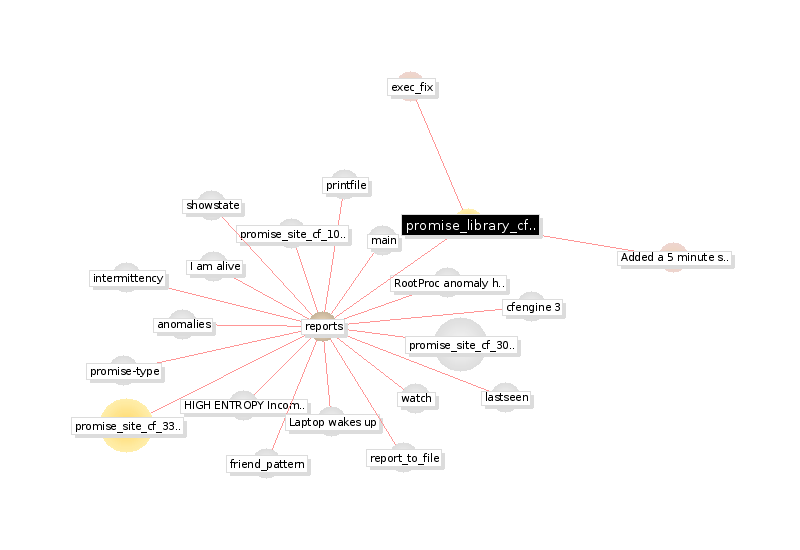 exec_fix
printfile
showstate
promise_library_cf..
promise_site_cf_10..
main
Added a 5 minute s..
I am alive
intermittency
RootProc anomaly h..
cfengine 3
anomalies
reports
promise_site_cf_30..
promise-type
lastseen
watch
HIGH ENTROPY Incom..
Laptop wakes up
promise_site_cf_33..
report_to_file
friend_pattern